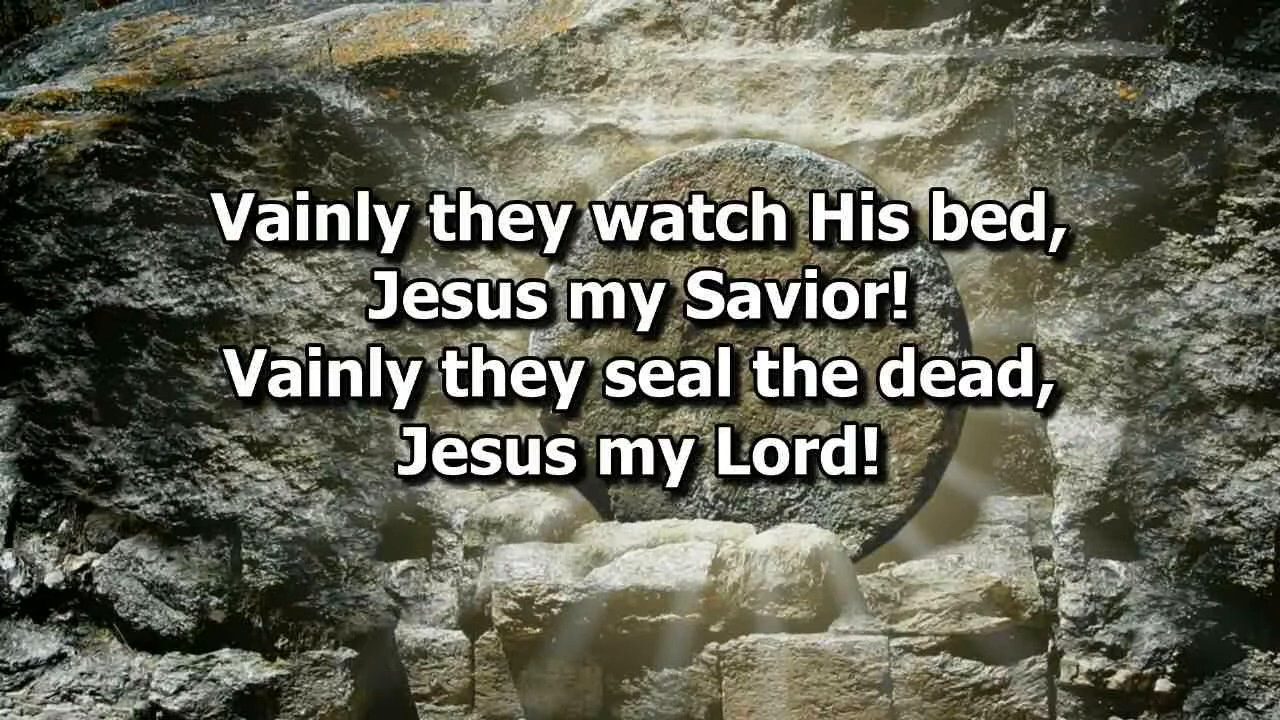 Vainly they watch His bed,
Jesus my Savior!
Vainly they seal the dead,
Jesus my Lord!